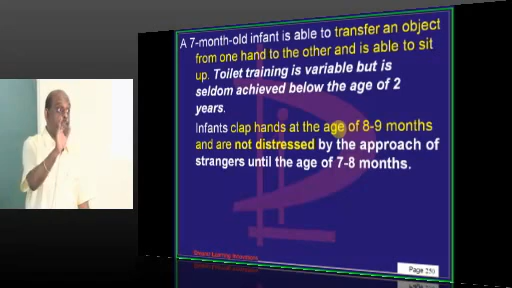 A 7-month-old infant is able to transfer an object
from one hand to the other and is able to sit
up. Toilet training is variable but is
seldom achieved below the age of 2
years.
Infants clap hands at the age of 8-9 months
and are not distressed by the approach of
strangers until the age of 7-8 months.
Learning
Page 259